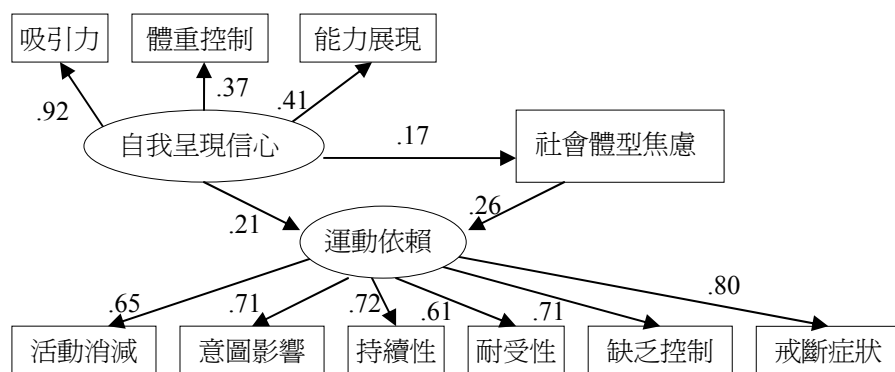 吸引力
體重控制
能力展現
.92
.37
.41
自我呈現信心
.17
社會體型焦慮
.21
.26
運動依賴
.65
.71
.72
.61
.71
.80
活動消減
意圖影響
持續性
耐受性
缺乏控制
戒斷症狀